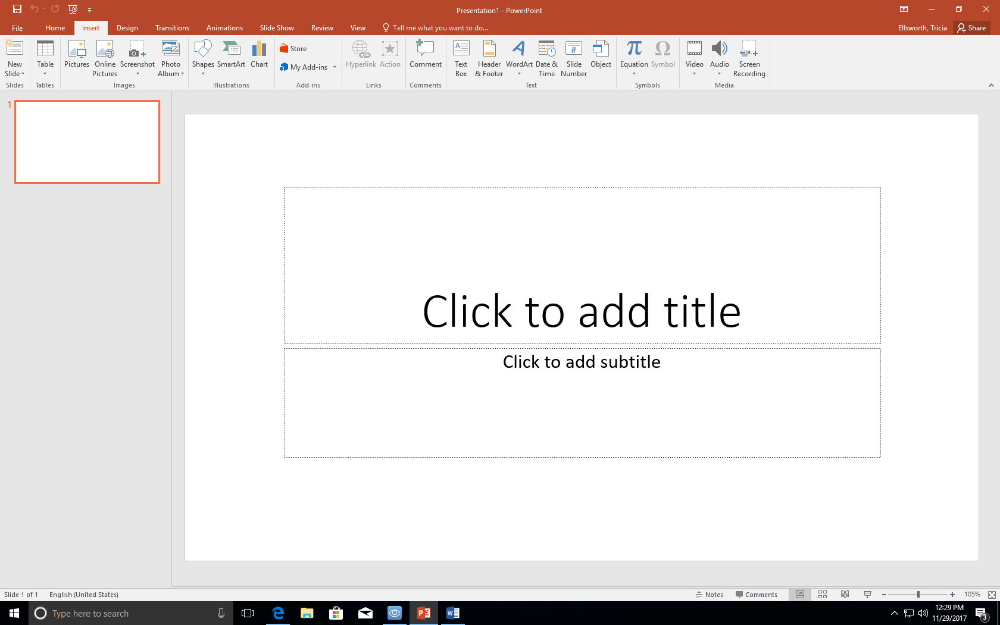 Presentation1 - PowerPoint
File Home Insert Design Transitions Animations Slide Show Review View Tell me what you want to do... Ellsworth, Tricia Share
New Slide Table Pictures Online Pictures Screenshot Photo Album Shapes SmartArt Chart Store My Add-ins Hyperlink Action Comment Text Box Header & Footer WordArt Date & Time Slide Number Object Equation Symbol Video Audio Screen Recording
Slides Tables Images Illustrations Add-ins Links Comments Text Symbols Media
1
Click to add title
Click to add subtitle
Slide 1 of 1 English (United States) Notes Comments 105%
Type here to search 12:29 PM
11/29/2017 3